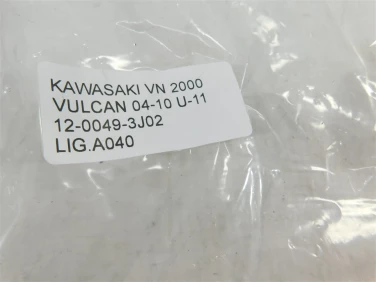 KAWASAKI VN 2000
VULCAN 04-10 U-11
12-0049-3J02
LIG.A040